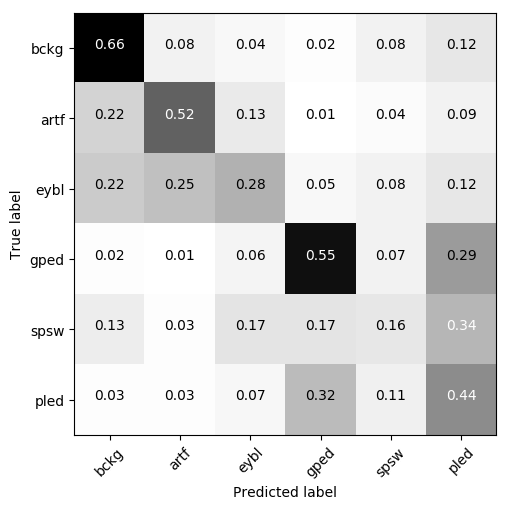 bckg 0.66 0.08 0.04 0.02 0.08 0.12
artf 0.22 0.52 0.13 0.01 0.04 0.09
eybl 0.22 0.25 0.28 0.05 0.08 0.12
gped 0.02 0.01 0.06 0.55 0.07 0.29
spsw 0.13 0.03 0.17 0.17 0.16 0.34
pled 0.03 0.03 0.07 0.32 0.11 0.44
True label
bckg artf eybl gped spsw pled
Predicted label